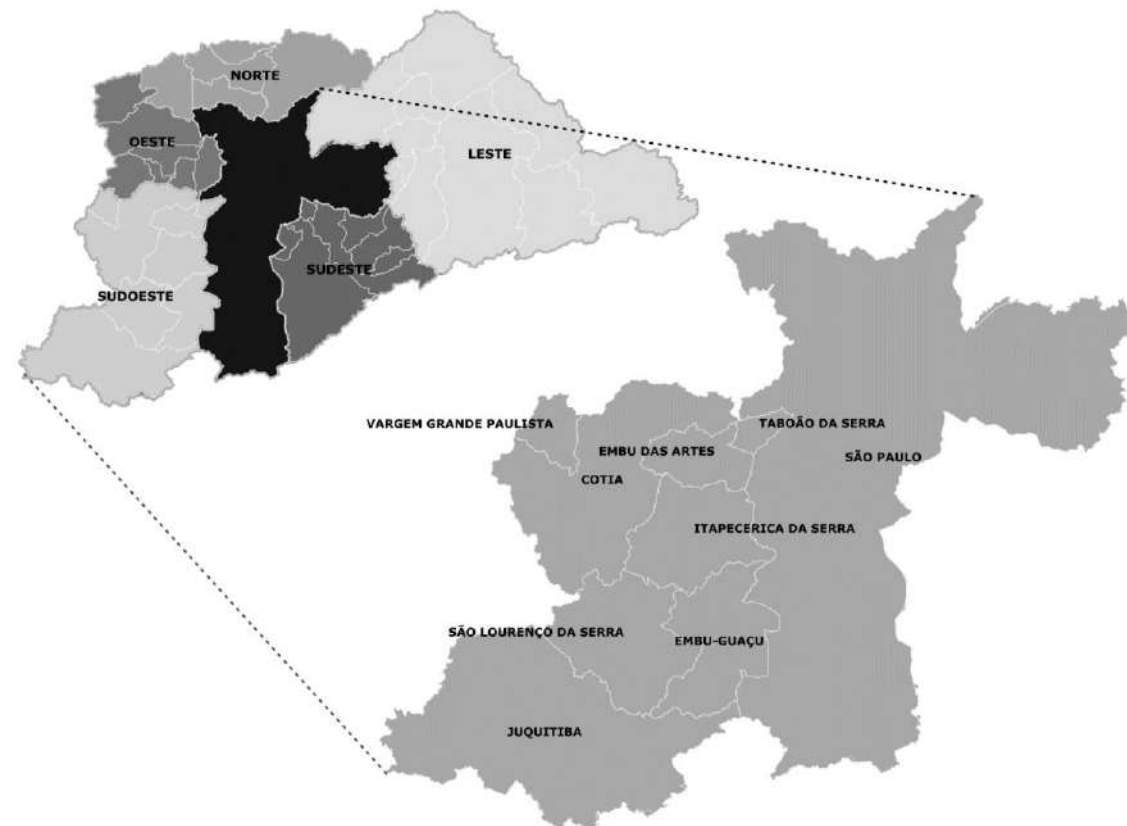 NORTE
OESTE
LESTE
SUDESTE
SUDOESTE
VARGEM GRANDE PAULISTA
TABOÃO DA SERRA
EMBU DAS ARTES
SÃO PAULO
COTIA
ITAPECERICA DA SERRA
SÃO LOURENÇO DA SERRA
EMBU-GUAÇU
JUQUITIBA